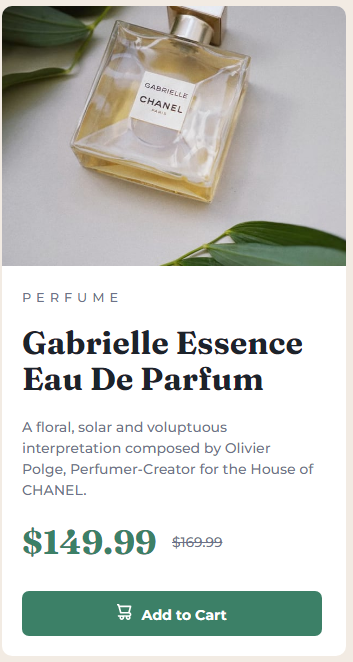 GABRIELLE
CHANEL
PARIS
PERFUME
Gabrielle Essence
Eau De Parfum
A floral, solar and voluptuous
interpretation composed by Olivier
Polge, Perfumer-Creator for the House of
CHANEL.
$149.99 $169.99
Add to Cart